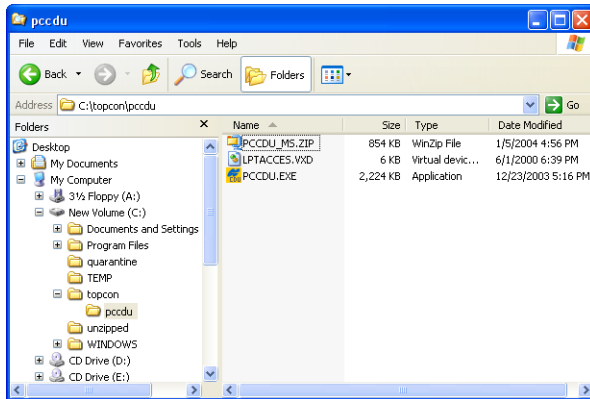 pccdu
File Edit View Favorites Tools Help
Back Search Folders
Address C:\topcon\pccdu Go
Folders X Name Size Type Date Modified
Desktop
My Documents
My Computer
3½ Floppy (A:)
New Volume (C:)
Documents and Settings
Program Files
quarantine
TEMP
topcon
pccdu
unzipped
WINDOWS
CD Drive (D:)
CD Drive (E:)
PCCDU_MS.ZIP 854 KB WinZip File 1/5/2004 4:56 PM
LPTACCES.VXD 6 KB Virtual devic... 6/1/2000 6:39 PM
PCCDU.EXE 2,224 KB Application 12/23/2003 5:16 PM